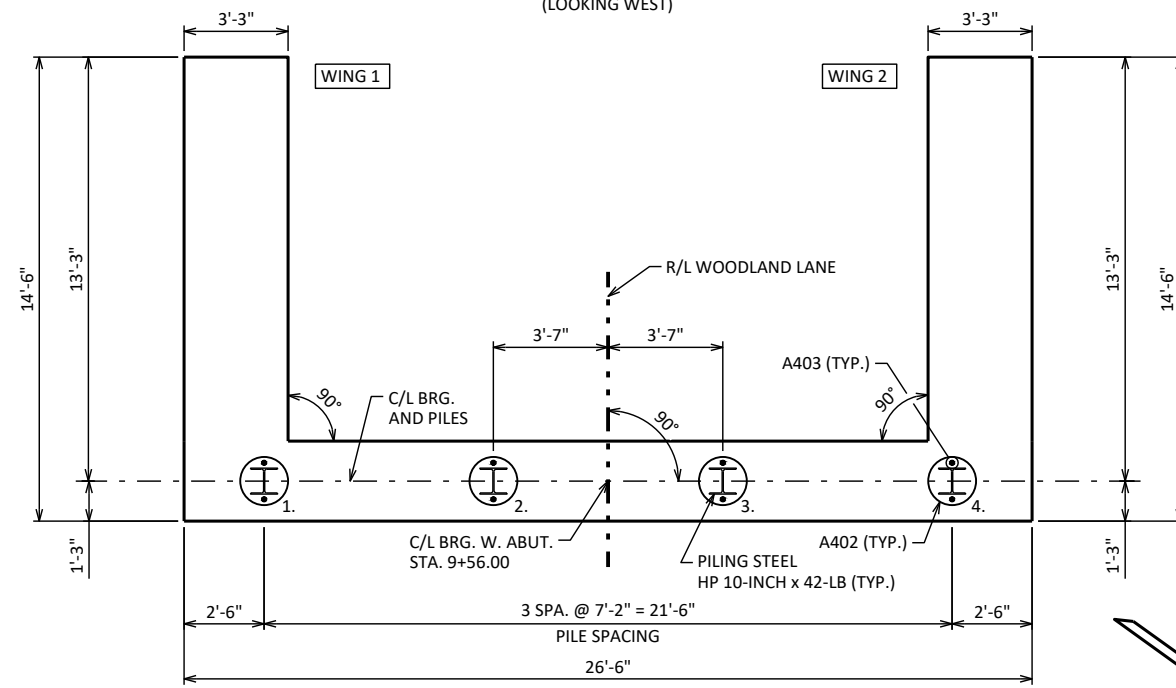 (LOOKING WEST)
3'-3"
3'-3"
WING 1
WING 2
14'-6"
13'-3"
13'-3"
14'-6"
R/L WOODLAND LANE
3'-7"
3'-7"
A403 (TYP.)
90°
C/L BRG.
AND PILES
90°
90°
1.
2.
3.
4.
1'-3"
C/L BRG. W. ABUT.
STA. 9+56.00
A402 (TYP.)
PILING STEEL
HP 10-INCH x 42-LB (TYP.)
1'-3"
2'-6"
3 SPA. @ 7'-2" = 21'-6"
2'-6"
PILE SPACING
26'-6"